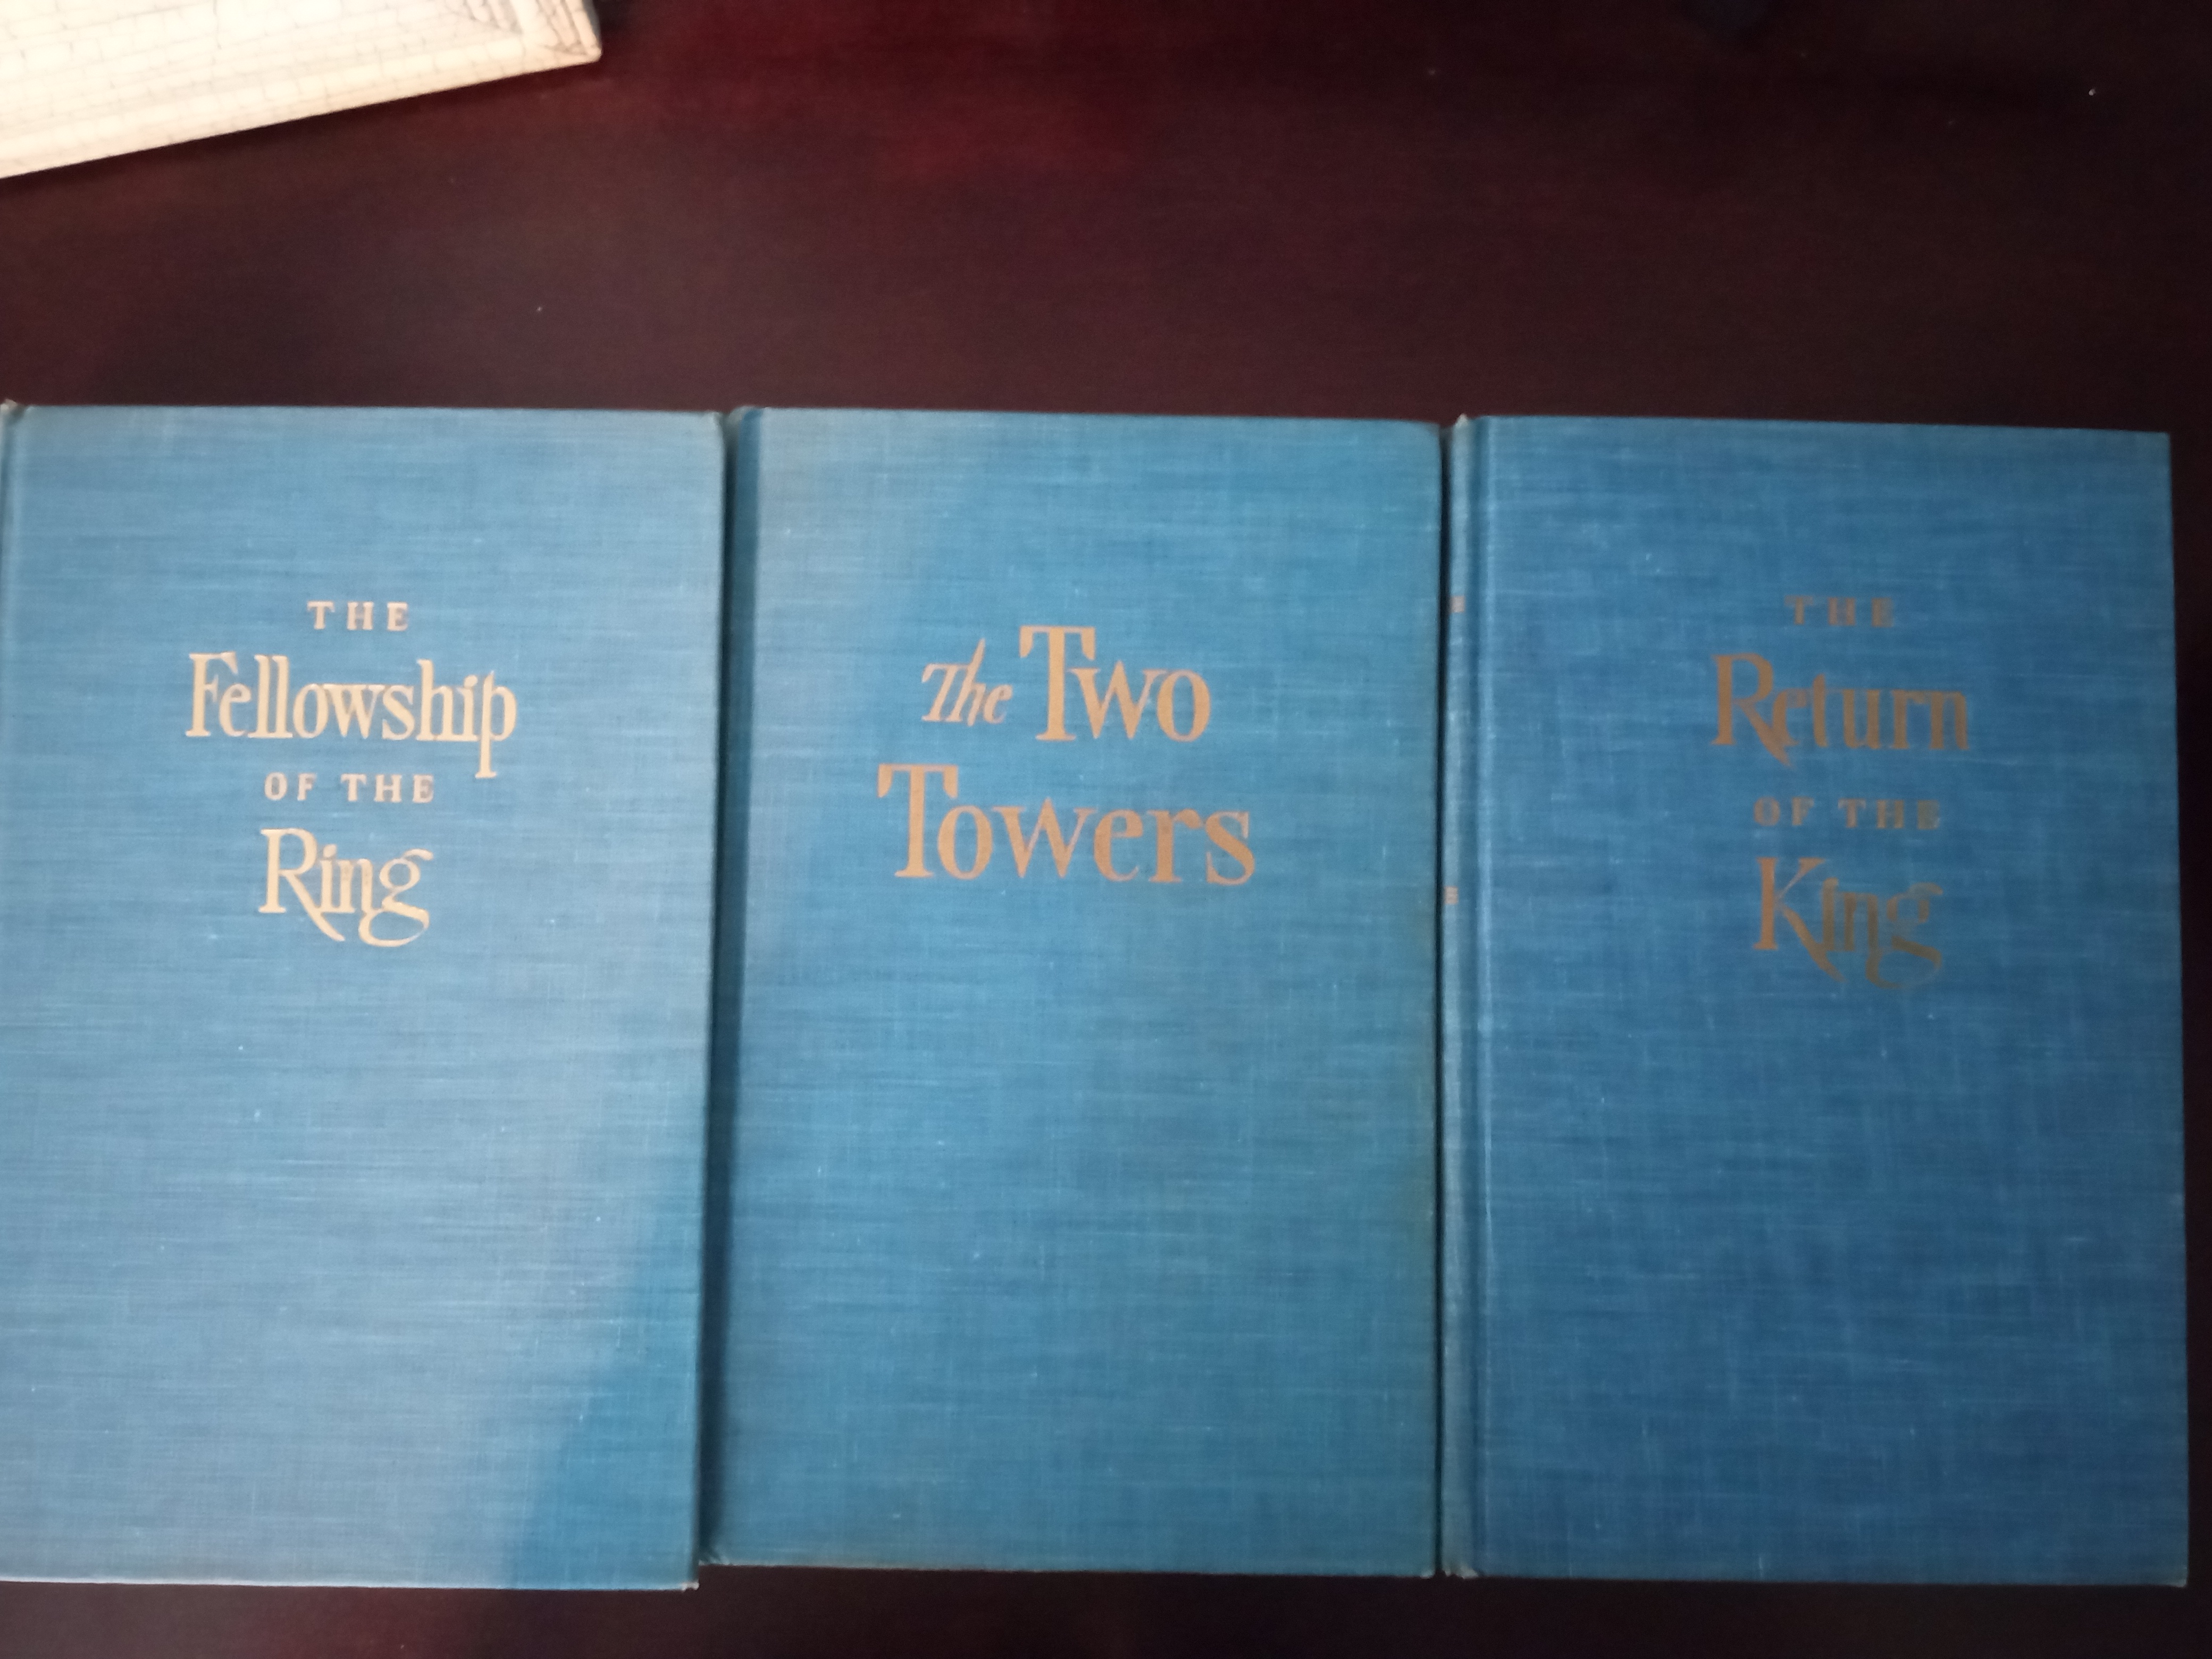 THE
Fellowship
OF THE
Ring
The Two
Towers
THE
Return
OF THE
King